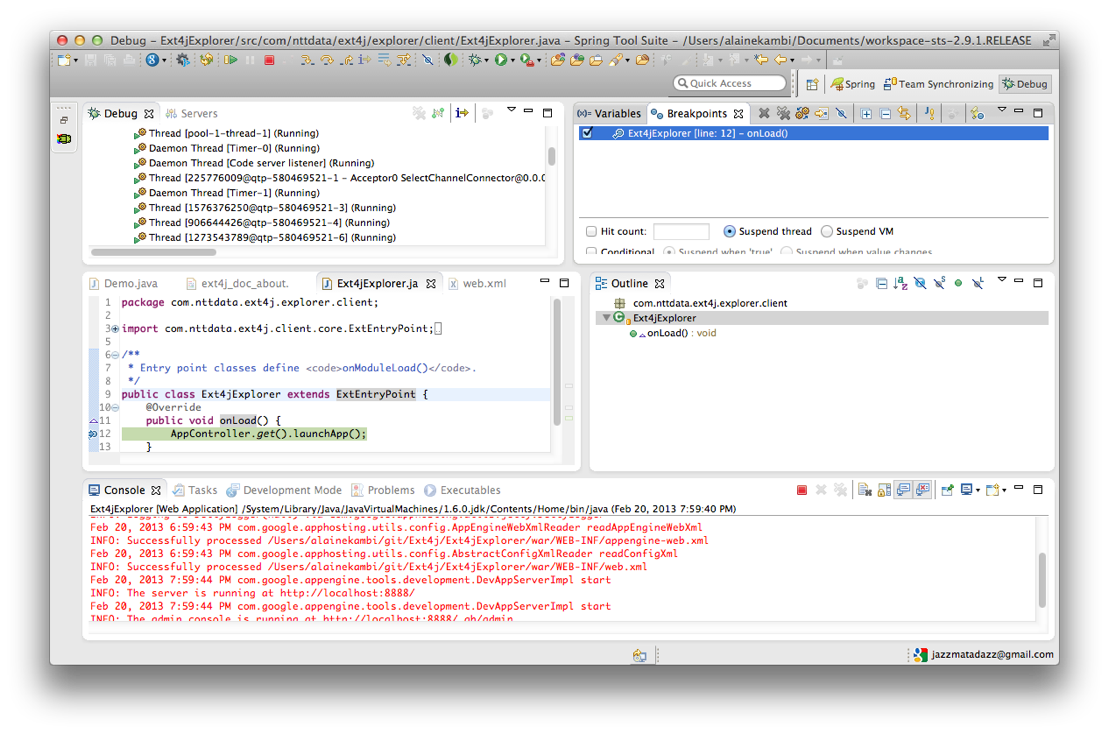 Debug – Ext4jExplorer/src/com/nttdata/ext4j/explorer/client/Ext4jExplorer.java – Spring Tool Suite – /Users/alainekambi/Documents/workspace-sts-2.9.1.RELEASE
Quick Access
Spring
Team Synchronizing
Debug
Debug
Servers
Thread [pool-1-thread-1] (Running)
Daemon Thread [Timer-0] (Running)
Daemon Thread [Code server listener] (Running)
Thread [225776009@qtp-580469521-1 – Acceptor0 SelectChannelConnector@0.0.0
Daemon Thread [Timer-1] (Running)
Thread [1576376250@qtp-580469521-3] (Running)
Thread [906644426@qtp-580469521-4] (Running)
Thread [1273543789@qtp-580469521-6] (Running)
(x)= Variables
Breakpoints
Ext4jExplorer [line: 12] – onLoad()
Hit count:
Suspend thread
Suspend VM
Conditional
Suspend when 'true'
Suspend when value changes
Demo.java
ext4j_doc_about.
Ext4jExplorer.ja
web.xml
1 package com.nttdata.ext4j.explorer.client;
2
3 import com.nttdata.ext4j.client.core.ExtEntryPoint;
5
6 /**
7 * Entry point classes define <code>onModuleLoad()</code>.
8 */
9 public class Ext4jExplorer extends ExtEntryPoint {
10 @Override
11 public void onLoad() {
12 AppController.get().launchApp();
13 }
Outline
com.nttdata.ext4j.explorer.client
Ext4jExplorer
onLoad() : void
Console
Tasks
Development Mode
Problems
Executables
Ext4jExplorer [Web Application] /System/Library/Java/JavaVirtualMachines/1.6.0.jdk/Contents/Home/bin/java (Feb 20, 2013 7:59:40 PM)
Feb 20, 2013 6:59:43 PM com.google.apphosting.utils.config.AppEngineWebXmlReader readAppEngineWebXml
INFO: Successfully processed /Users/alainekambi/git/Ext4j/Ext4jExplorer/war/WEB-INF/appengine-web.xml
Feb 20, 2013 6:59:43 PM com.google.apphosting.utils.config.AbstractConfigXmlReader readConfigXml
INFO: Successfully processed /Users/alainekambi/git/Ext4j/Ext4jExplorer/war/WEB-INF/web.xml
Feb 20, 2013 7:59:44 PM com.google.appengine.tools.development.DevAppServerImpl start
INFO: The server is running at http://localhost:8888/
Feb 20, 2013 7:59:44 PM com.google.appengine.tools.development.DevAppServerImpl start
INFO: The admin console is running at http://localhost:8888/_ah/admin
jazzmatadazz@gmail.com